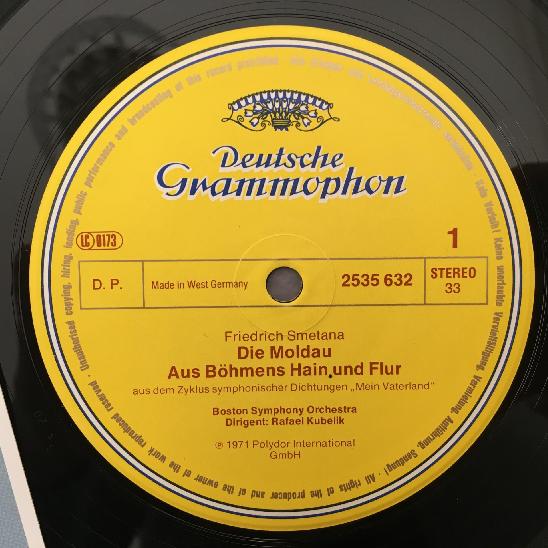 Deutsche
Grammophon
LC 0173
1
D. P.
Made in West Germany
2535 632
STEREO
33
Friedrich Smetana
Die Moldau
Aus Böhmens Hain und Flur
aus dem Zyklus symphonischer Dichtungen „Mein Vaterland"
Boston Symphony Orchestra
Dirigent: Rafael Kubelik
℗ 1971 Polydor International
GmbH
Unauthorised copying, hiring, lending, public performance and broadcasting of this record prohibited
Kein Verleih! Keine unerlaubte Vervielfältigung, Vermietung, Aufführung, Sendung!
All rights of the producer and of the owner of the work reproduced reserved